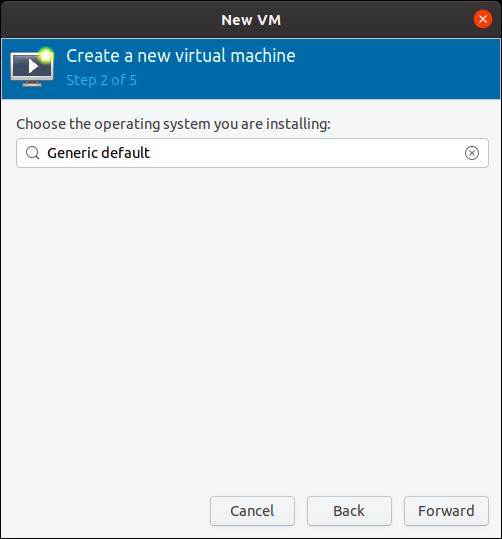 New VM
Create a new virtual machine
Step 2 of 5
Choose the operating system you are installing:
Generic default
Cancel Back Forward